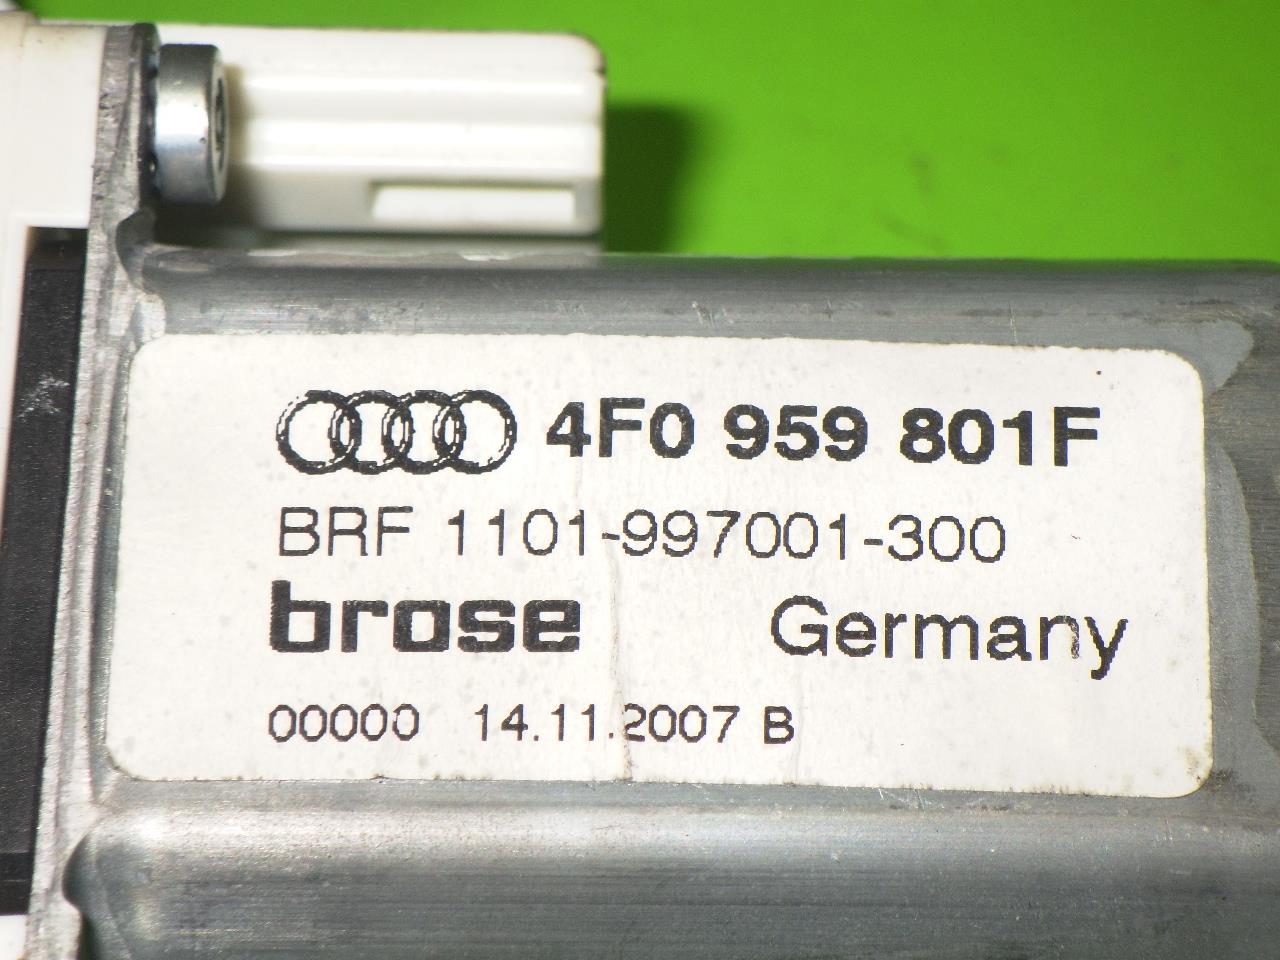 4F0 959 801F
BRF 1101-997001-300
brose Germany
00000 14.11.2007 B